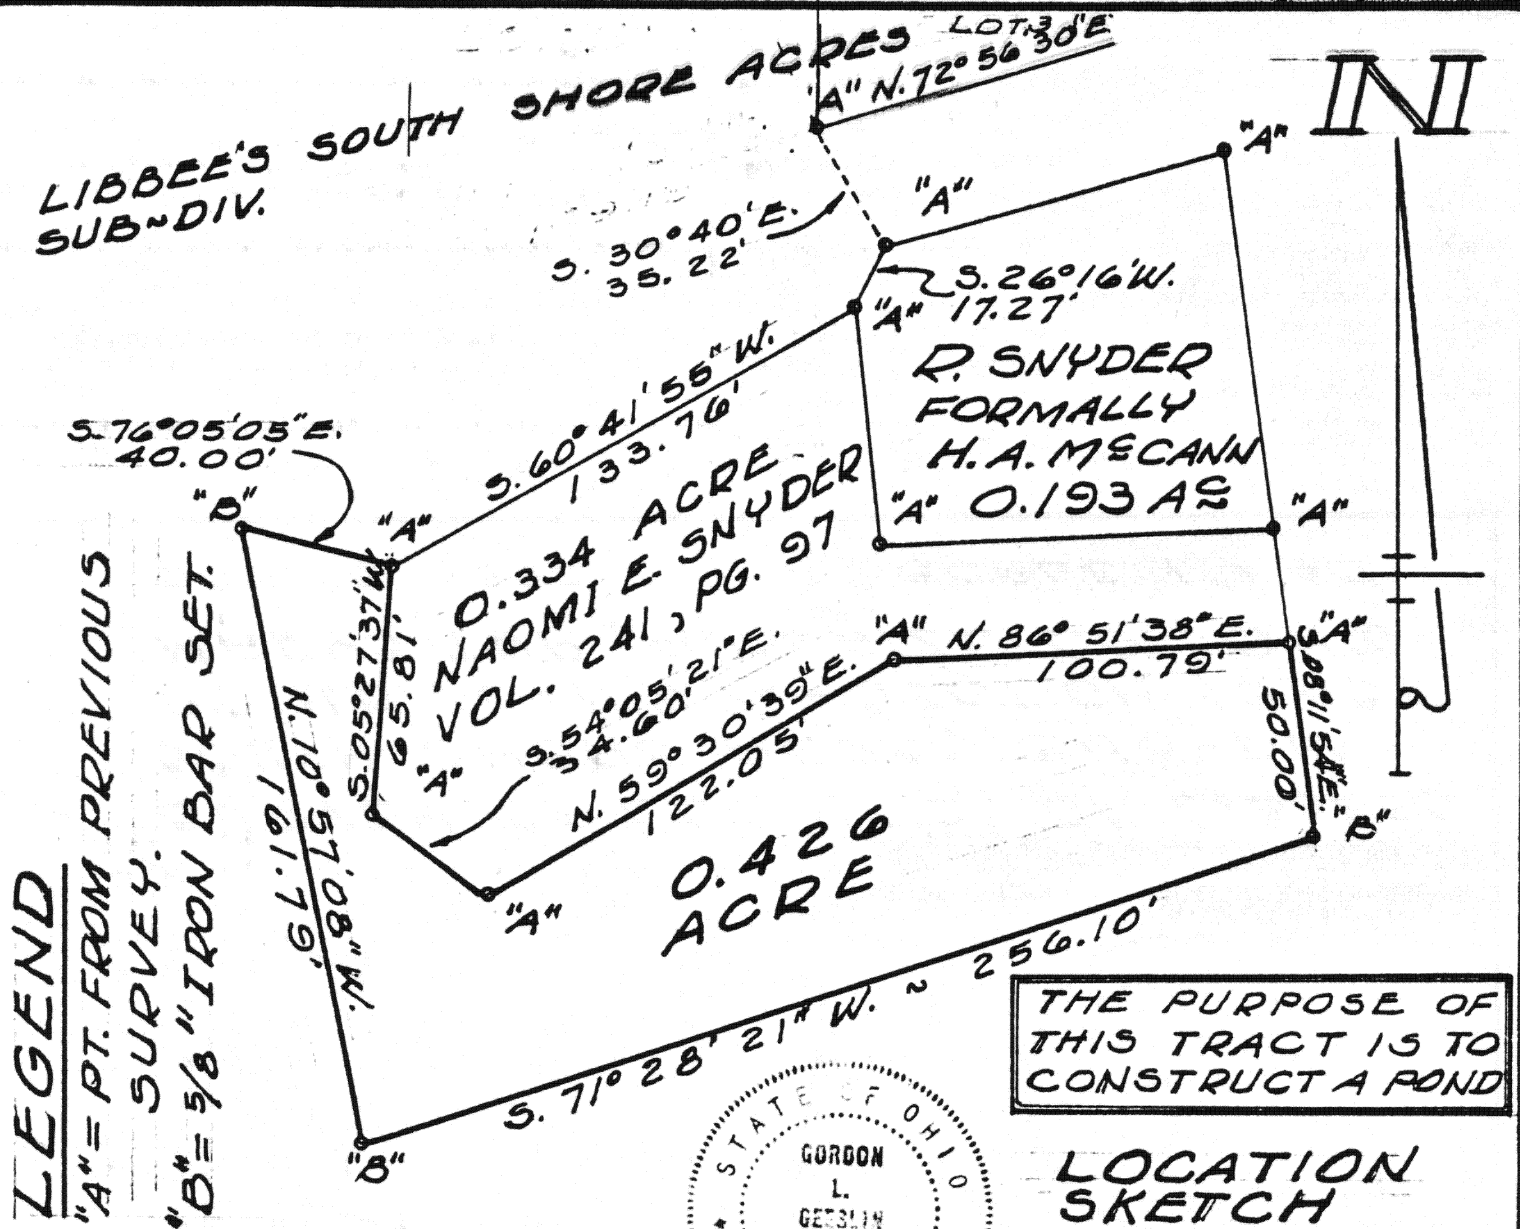 LOT 3
LIBBEE'S SOUTH SHORE ACRES
SUB~DIV.
"A" N. 72° 56' 30" E
N
"A"
"A"
S. 30° 40' E.
35.22'
S. 26° 16' W.
17.27'
"A"
R. SNYDER
FORMALLY
H. A. McCANN
0.193 Ac
"A"
"A"
S. 60° 41' 55" W.
133.76'
S. 76° 05' 05" E.
40.00'
"B"
"A"
0.334 ACRE
NAOMI E. SNYDER
VOL. 241, PG. 97
S. 05° 27' 37" W.
65.81'
"A"
S. 54° 05' 21" E.
34.60'
N. 59° 30' 39" E.
122.05'
"A"
"A"
N. 86° 51' 38" E.
100.79'
"A"
S. 08° 11' 54" E.
50.00'
"B"
N. 10° 57' 08" W.
161.79'
0.426
ACRE
S. 71° 28' 21" W. ~ 256.10'
"B"
LEGEND
"A" = PT. FROM PREVIOUS
SURVEY.
"B" = 5/8" IRON BAR SET.
THE PURPOSE OF
THIS TRACT IS TO
CONSTRUCT A POND
LOCATION
SKETCH
STATE OF OHIO
GORDON
L.
GEESLIN